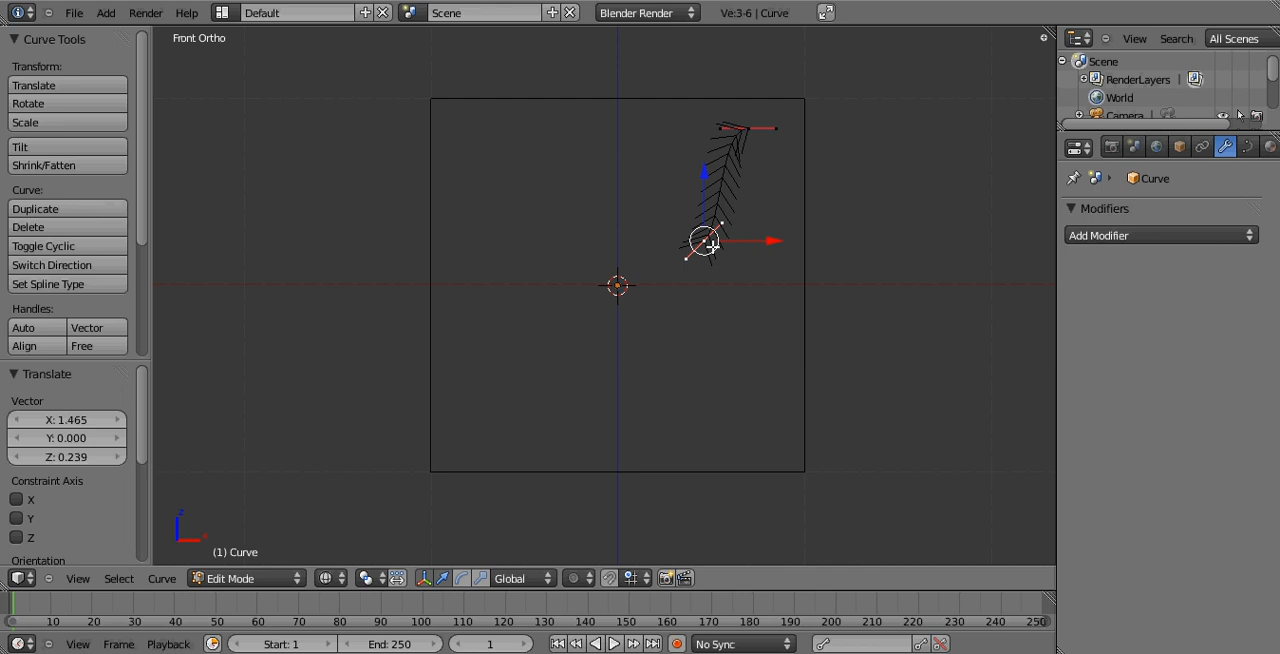 File Add Render Help Default Scene Blender Render Ve:3-6 | Curve
Curve Tools
Transform:
Translate
Rotate
Scale
Tilt
Shrink/Fatten
Curve:
Duplicate
Delete
Toggle Cyclic
Switch Direction
Set Spline Type
Handles:
Auto Vector
Align Free
Translate
Vector
X: 1.465
Y: 0.000
Z: 0.239
Constraint Axis
X
Y
Z
Orientation
Front Ortho
z
(1) Curve
View Select Curve Edit Mode Global
10 20 30 40 50 60 70 80 90 100 110 120 130 140 150 160 170 180 190 200 210 220 230 240 250
View Frame Playback Start: 1 End: 250 1 No Sync
View Search All Scenes
Scene
RenderLayers |
World
Camera
Curve
Modifiers
Add Modifier